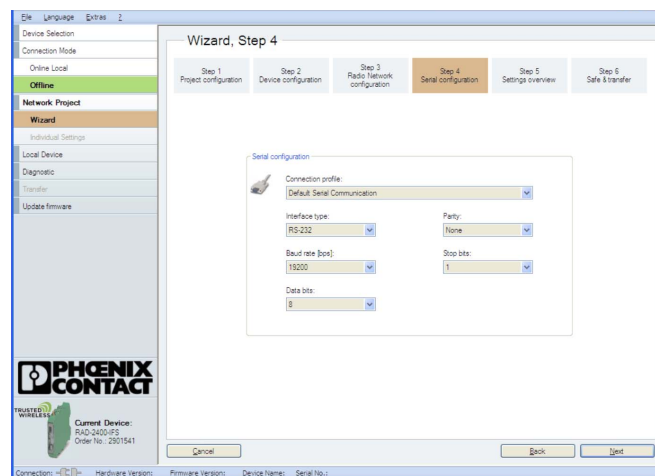 File Language Extras ?
Device Selection
Connection Mode
Online Local
Offline
Network Project
Wizard
Individual Settings
Local Device
Diagnostic
Transfer
Update firmware
PHŒNIX
CONTACT
TRUSTED
WIRELESS
Current Device:
RAD-2400-IFS
Order No.: 2901541
Wizard, Step 4
Step 1
Project configuration
Step 2
Device configuration
Step 3
Radio Network
configuration
Step 4
Serial configuration
Step 5
Settings overview
Step 6
Safe & transfer
Serial configuration
Connection profile:
Default Serial Communication
Interface type:
RS-232
Parity:
None
Baud rate [bps]:
19200
Stop bits:
1
Data bits:
8
Cancel
Back
Next
Connection: Hardware Version: Firmware Version: Device Name: Serial No.: